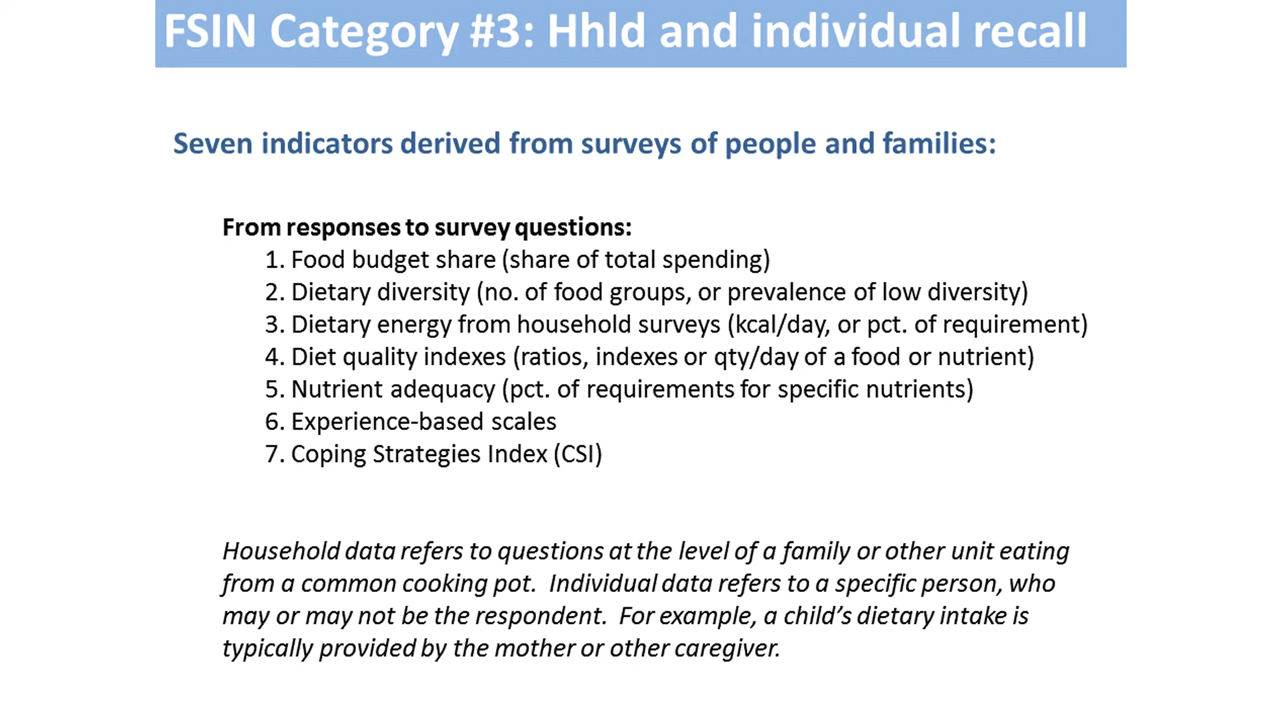 FSIN Category #3: Hhld and individual recall
Seven indicators derived from surveys of people and families:
From responses to survey questions:
1. Food budget share (share of total spending)
2. Dietary diversity (no. of food groups, or prevalence of low diversity)
3. Dietary energy from household surveys (kcal/day, or pct. of requirement)
4. Diet quality indexes (ratios, indexes or qty/day of a food or nutrient)
5. Nutrient adequacy (pct. of requirements for specific nutrients)
6. Experience-based scales
7. Coping Strategies Index (CSI)
Household data refers to questions at the level of a family or other unit eating
from a common cooking pot.  Individual data refers to a specific person, who
may or may not be the respondent.  For example, a child’s dietary intake is
typically provided by the mother or other caregiver.